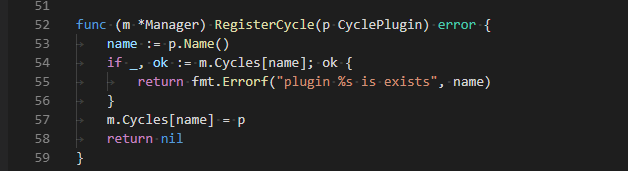 51
52 func (m *Manager) RegisterCycle(p CyclePlugin) error {
53     name := p.Name()
54     if _, ok := m.Cycles[name]; ok {
55         return fmt.Errorf("plugin %s is exists", name)
56     }
57     m.Cycles[name] = p
58     return nil
59 }